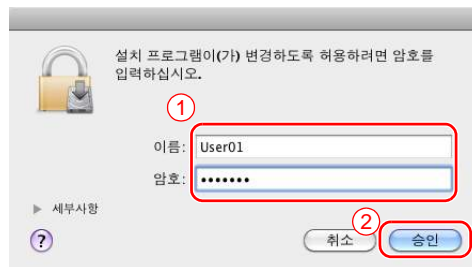 설치 프로그램이(가) 변경하도록 허용하려면 암호를
입력하십시오.
①
이름: User01
암호: •••••••
▶ 세부사항
②
? 취소 승인